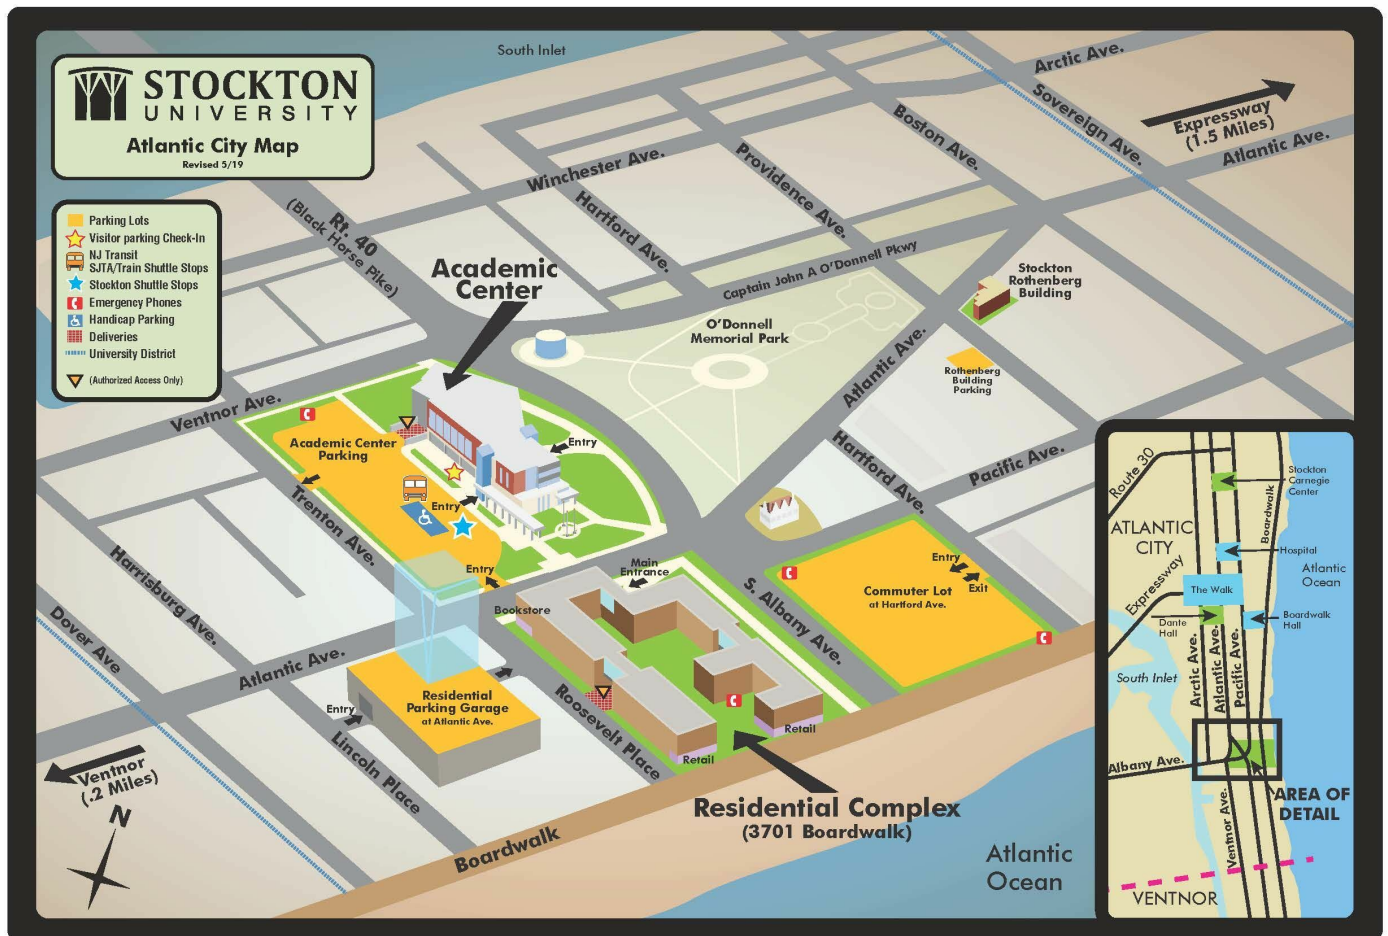 STOCKTON
UNIVERSITY
Atlantic City Map
Revised 5/19
Parking Lots
Visitor parking Check-In
NJ Transit
SJTA/Train Shuttle Stops
Stockton Shuttle Stops
Emergency Phones
Handicap Parking
Deliveries
University District
(Authorized Access Only)
South Inlet
Arctic Ave.
Sovereign Ave.
Expressway
(1.5 Miles)
Atlantic Ave.
Boston Ave.
Providence Ave.
Winchester Ave.
Hartford Ave.
Rt. 40
(Black Horse Pike)
Captain John A O'Donnell Pkwy
Academic
Center
Stockton
Rothenberg
Building
O'Donnell
Memorial Park
Atlantic Ave.
Rothenberg
Building
Parking
Ventnor Ave.
Academic Center
Parking
Entry
Entry
Hartford Ave.
Pacific Ave.
Trenton Ave.
Entry
Main
Entrance
Entry
Exit
Commuter Lot
at Hartford Ave.
S. Albany Ave.
Bookstore
Harrisburg Ave.
Dover Ave
Atlantic Ave.
Residential
Parking Garage
at Atlantic Ave.
Entry
Lincoln Place
Roosevelt Place
Retail
Retail
Residential Complex
(3701 Boardwalk)
Ventnor
(.2 Miles)
N
Boardwalk
Atlantic
Ocean
Route 30
Stockton
Carnegie
Center
Boardwalk
ATLANTIC
CITY
Hospital
Expressway
Atlantic
Ocean
The Walk
Dante
Hall
Boardwalk
Hall
Arctic Ave.
Atlantic Ave.
Pacific Ave.
South Inlet
Albany Ave.
AREA OF
DETAIL
Ventnor Ave.
VENTNOR